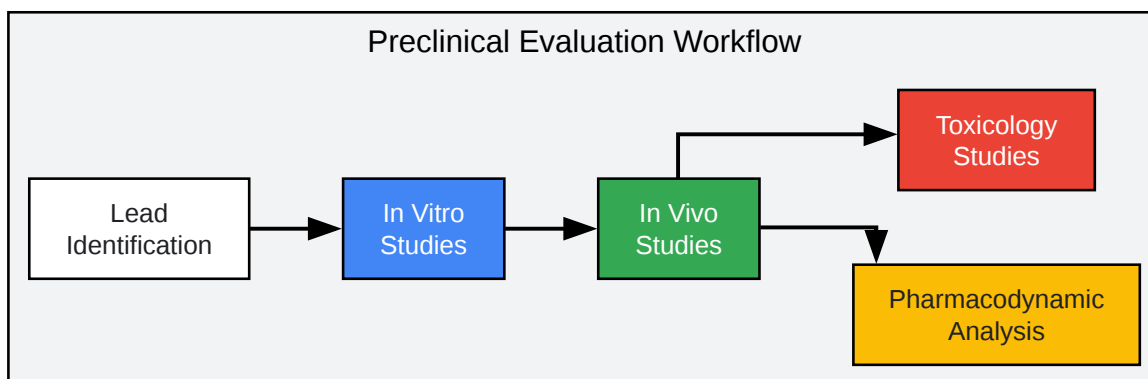 Preclinical Evaluation Workflow
Toxicology
Studies
Lead
Identification
In Vitro
Studies
In Vivo
Studies
Pharmacodynamic
Analysis